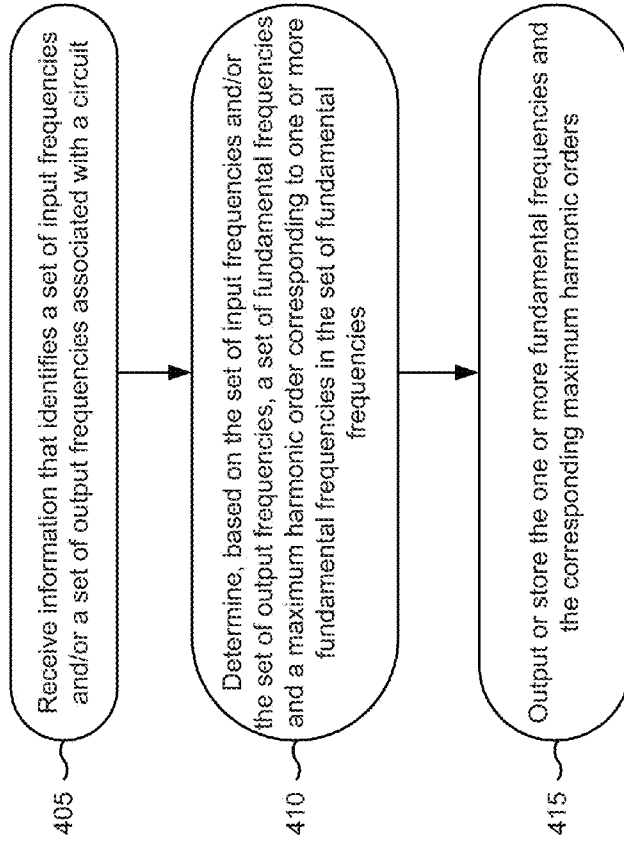 405
Receive information that identifies a set of input frequencies
and/or a set of output frequencies associated with a circuit
410
Determine, based on the set of input frequencies and/or
the set of output frequencies, a set of fundamental frequencies
and a maximum harmonic order corresponding to one or more
fundamental frequencies in the set of fundamental
frequencies
415
Output or store the one or more fundamental frequencies and
the corresponding maximum harmonic orders